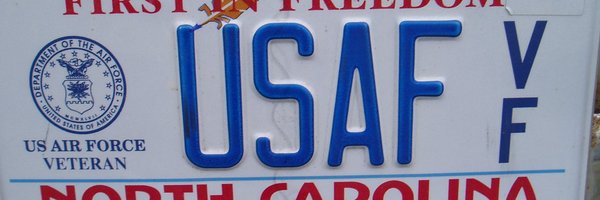 FIRST IN FREEDOM
USAF
VF
DEPARTMENT OF THE AIR FORCE
MCMXLVII
UNITED STATES OF AMERICA
US AIR FORCE
VETERAN
NORTH CAROLINA